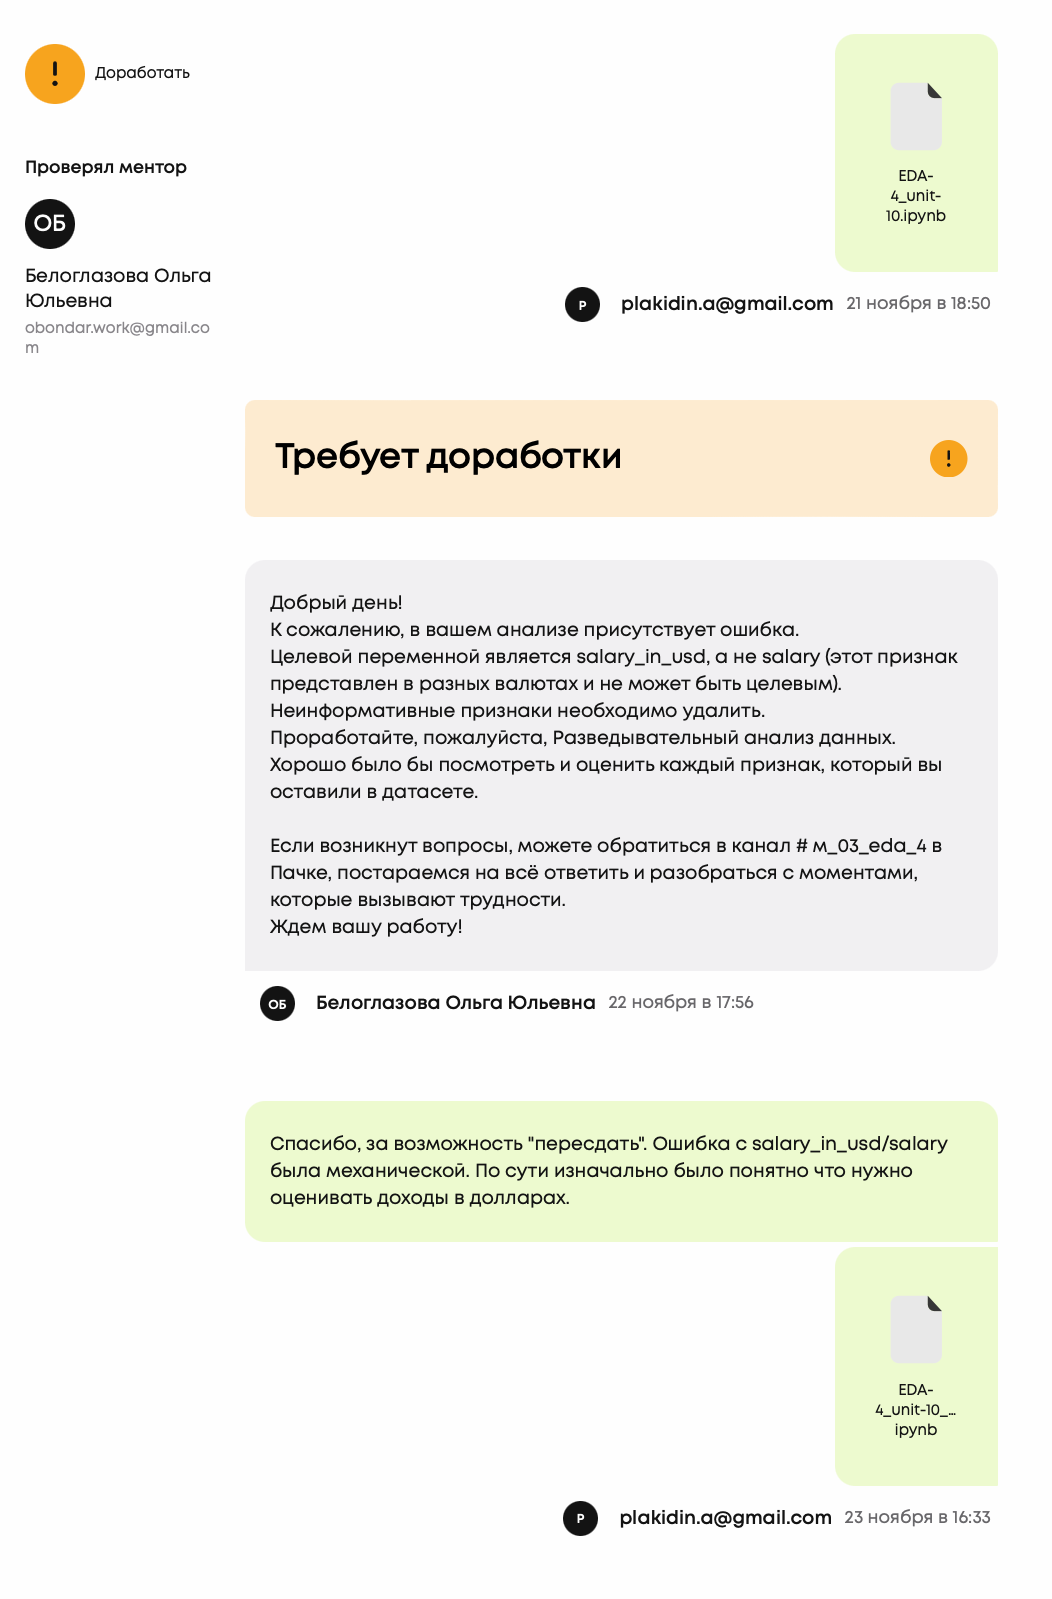 !
Доработать
Проверял ментор
ОБ
Белоглазова Ольга
Юльевна
obondar.work@gmail.co
m
EDA-
4_unit-
10.ipynb
P
plakidin.a@gmail.com 21 ноября в 18:50
Требует доработки
!
Добрый день!
К сожалению, в вашем анализе присутствует ошибка.
Целевой переменной является salary_in_usd, а не salary (этот признак
представлен в разных валютах и не может быть целевым).
Неинформативные признаки необходимо удалить.
Проработайте, пожалуйста, Разведывательный анализ данных.
Хорошо было бы посмотреть и оценить каждый признак, который вы
оставили в датасете.
Если возникнут вопросы, можете обратиться в канал # м_03_eda_4 в
Пачке, постараемся на всё ответить и разобраться с моментами,
которые вызывают трудности.
Ждем вашу работу!
ОБ
Белоглазова Ольга Юльевна 22 ноября в 17:56
Спасибо, за возможность "пересдать". Ошибка с salary_in_usd/salary
была механической. По сути изначально было понятно что нужно
оценивать доходы в долларах.
EDA-
4_unit-10_…
ipynb
P
plakidin.a@gmail.com 23 ноября в 16:33